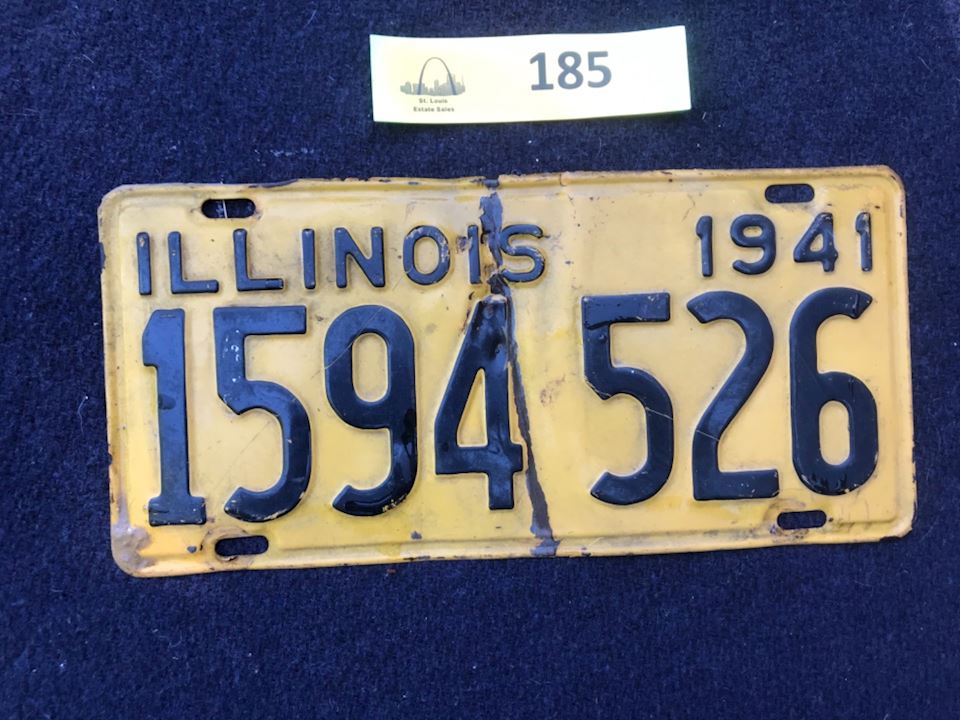 185
St. Louis
Estate Sales
ILLINOIS 1941
1594 526